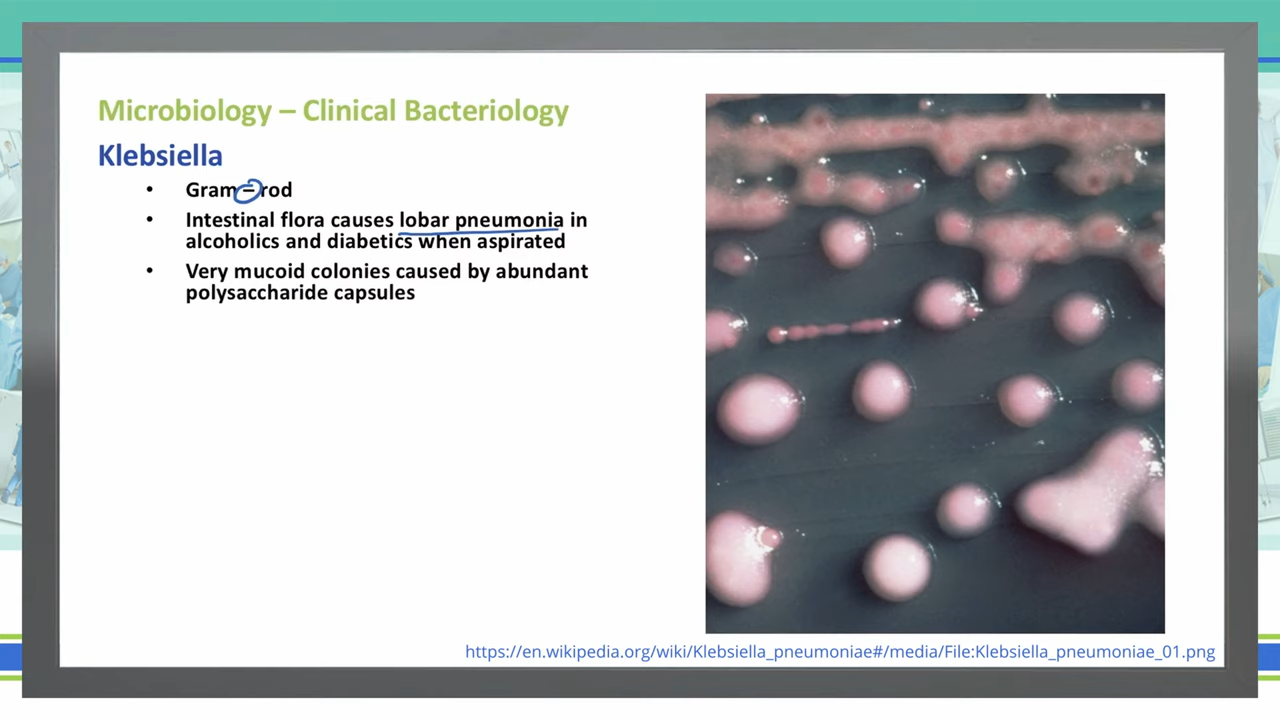 Microbiology – Clinical Bacteriology
Klebsiella
• Gram – rod
• Intestinal flora causes lobar pneumonia in
alcoholics and diabetics when aspirated
• Very mucoid colonies caused by abundant
polysaccharide capsules
https://en.wikipedia.org/wiki/Klebsiella_pneumoniae#/media/File:Klebsiella_pneumoniae_01.png